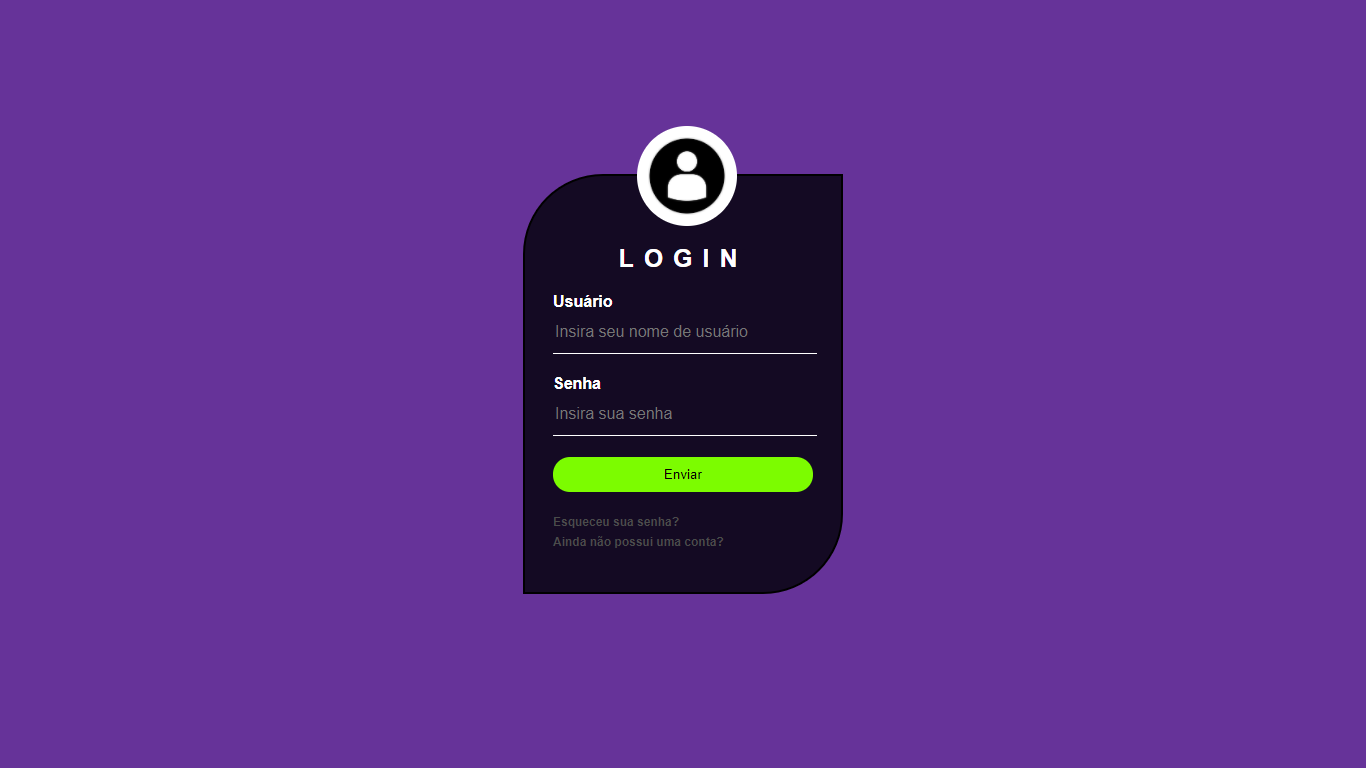 LOGIN
Usuário
Insira seu nome de usuário
Senha
Insira sua senha
Enviar
Esqueceu sua senha?
Ainda não possui uma conta?